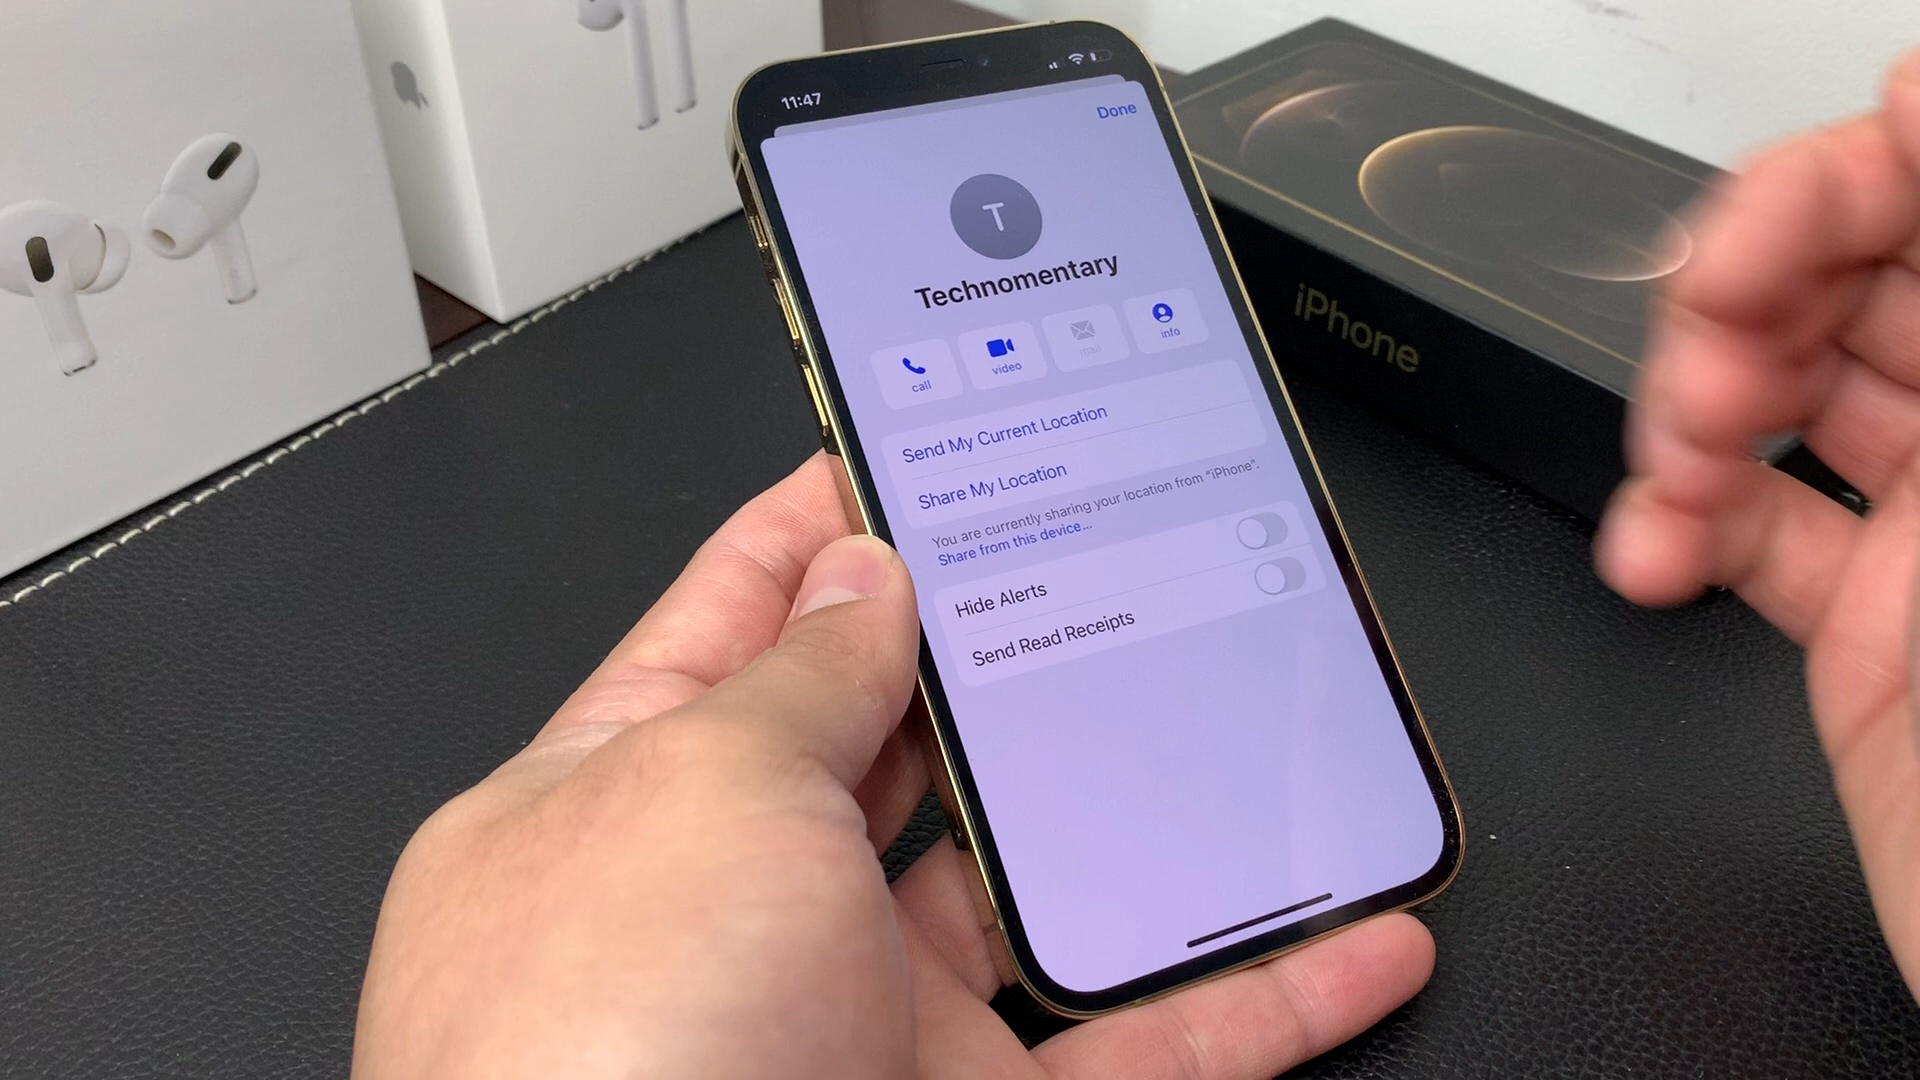 11:47
Done
T
Technomentary
call
video
mail
info
Send My Current Location
Share My Location
You are currently sharing your location from "iPhone".
Share from this device...
Hide Alerts
Send Read Receipts
iPhone